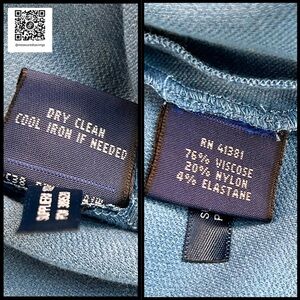 DRY CLEAN
COOL IRON IF NEEDED
RN 41381
76% VISCOSE
20% NYLON
4% ELASTANE